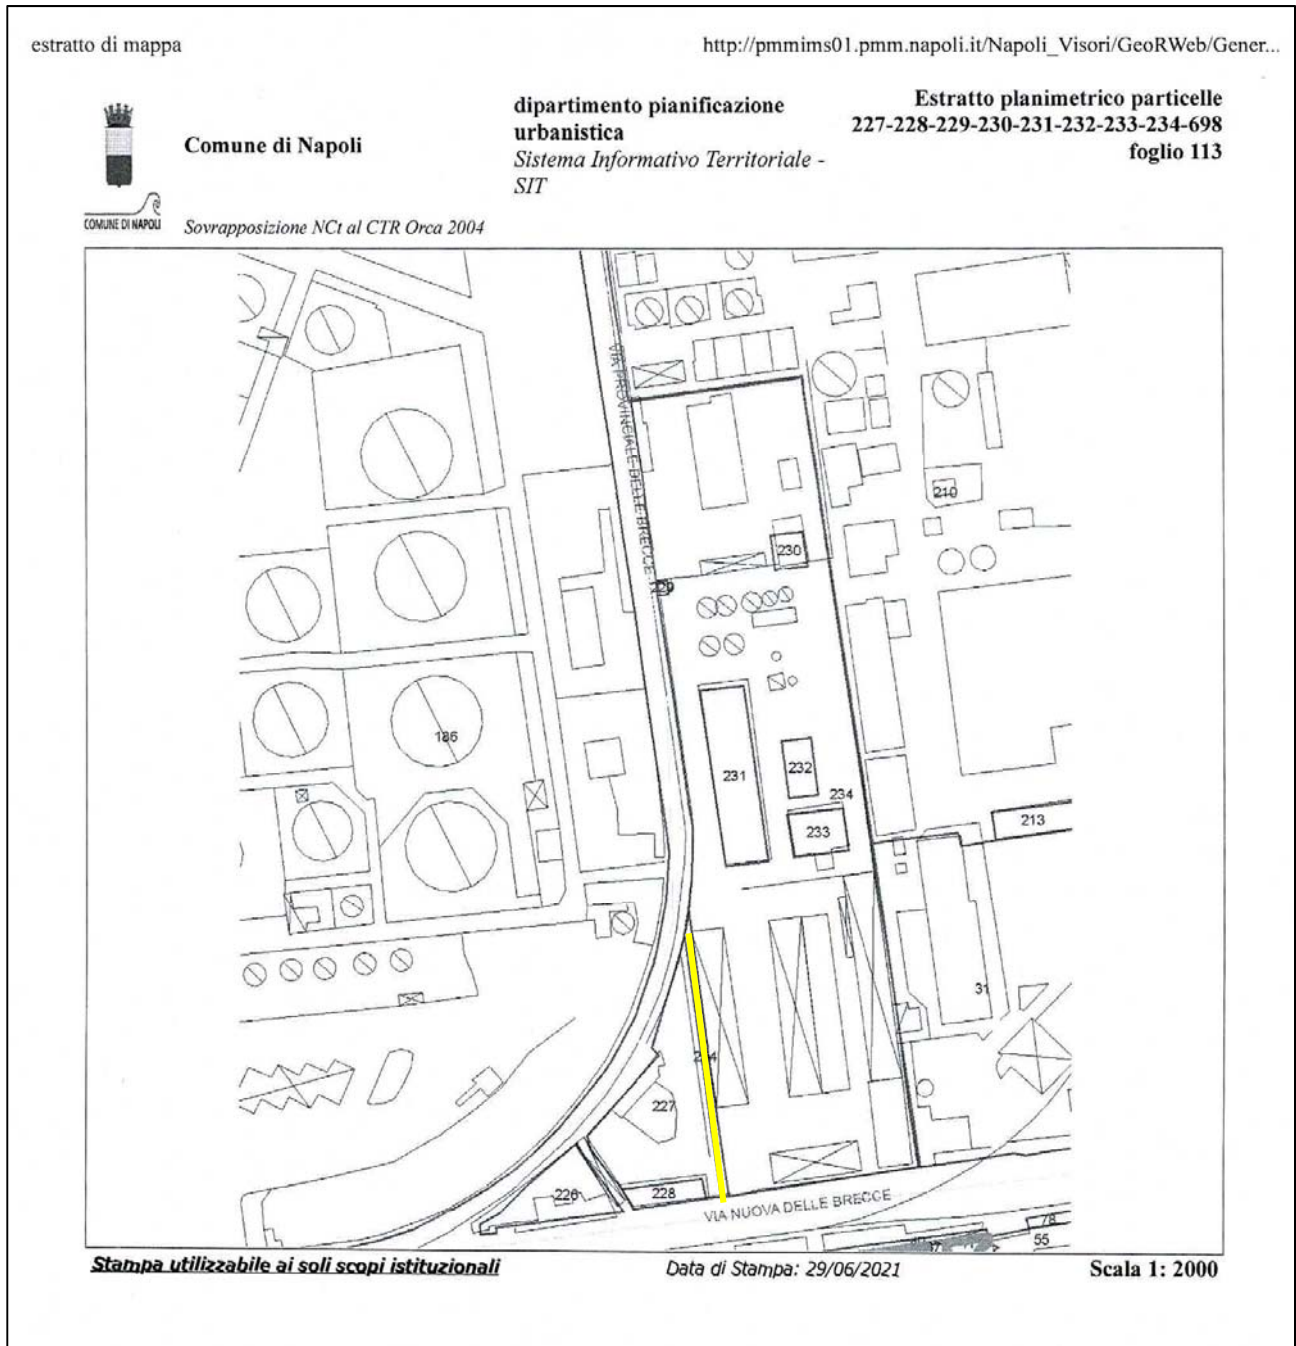 estratto di mappa
http://pmmims01.pmm.napoli.it/Napoli_Visori/GeoRWeb/Gener...
COMUNE DI NAPOLI
Comune di Napoli
dipartimento pianificazione
urbanistica
Sistema Informativo Territoriale -
SIT
Estratto planimetrico particelle
227-228-229-230-231-232-233-234-698
foglio 113
Sovrapposizione NCt al CTR Orca 2004
VIA PROVINCIALE DELLE BRECCE
210
230
229
186
231
232
234
233
213
31
227
226
228
VIA NUOVA DELLE BRECCE
78
55
Stampa utilizzabile ai soli scopi istituzionali
Data di Stampa: 29/06/2021
Scala 1: 2000